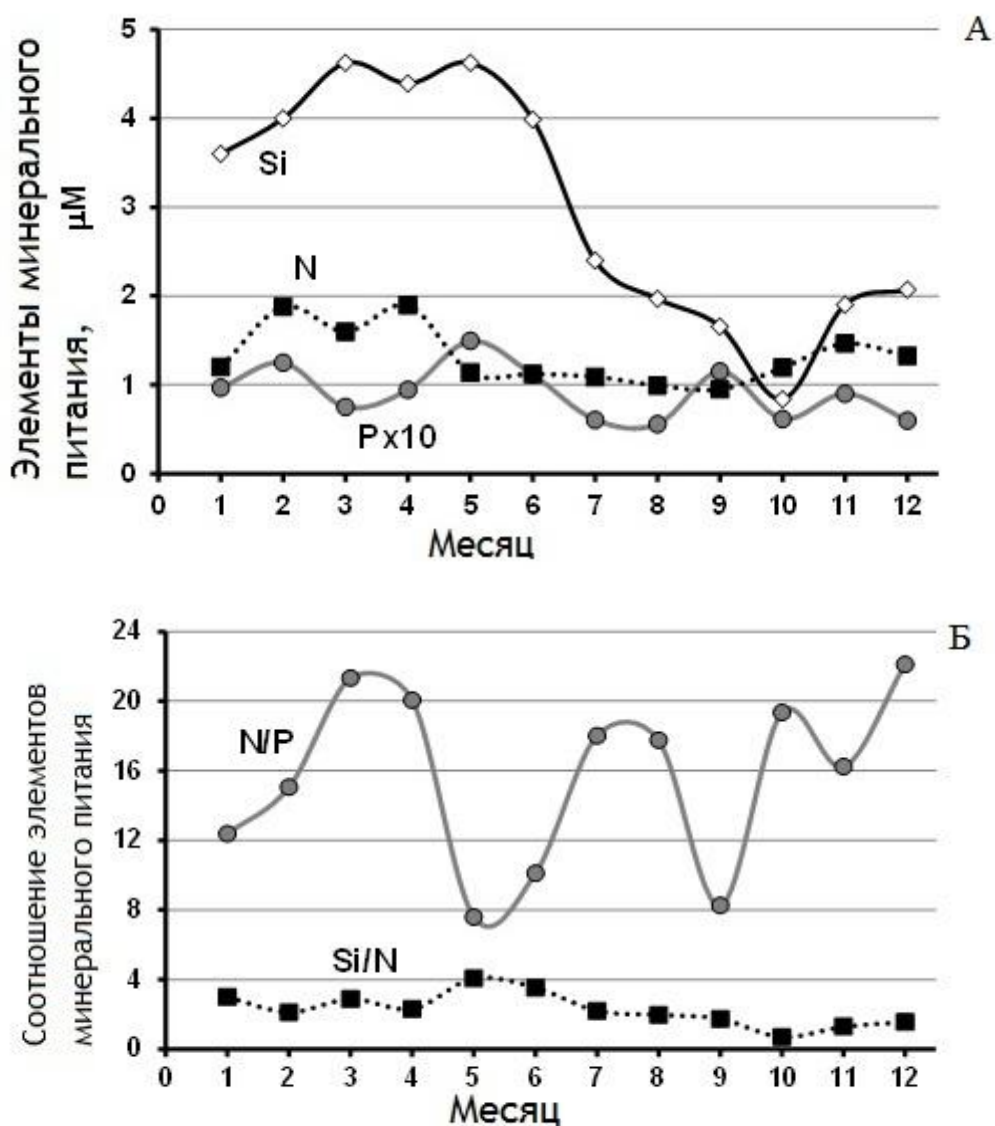 А
Элементы минерального
питания, µM
5
4
3
2
1
0
Si
N
Px10
0 1 2 3 4 5 6 7 8 9 10 11 12
Месяц
Б
Соотношение элементов
минерального питания
24
20
16
12
8
4
0
N/P
Si/N
0 1 2 3 4 5 6 7 8 9 10 11 12
Месяц